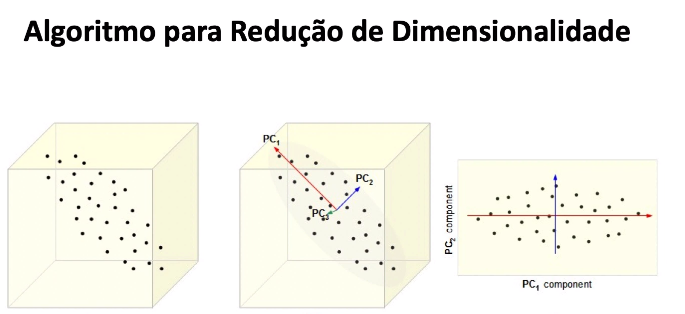 Algoritmo para Redução de Dimensionalidade
PC1
PC2
PC3
PC2 component
PC1 component